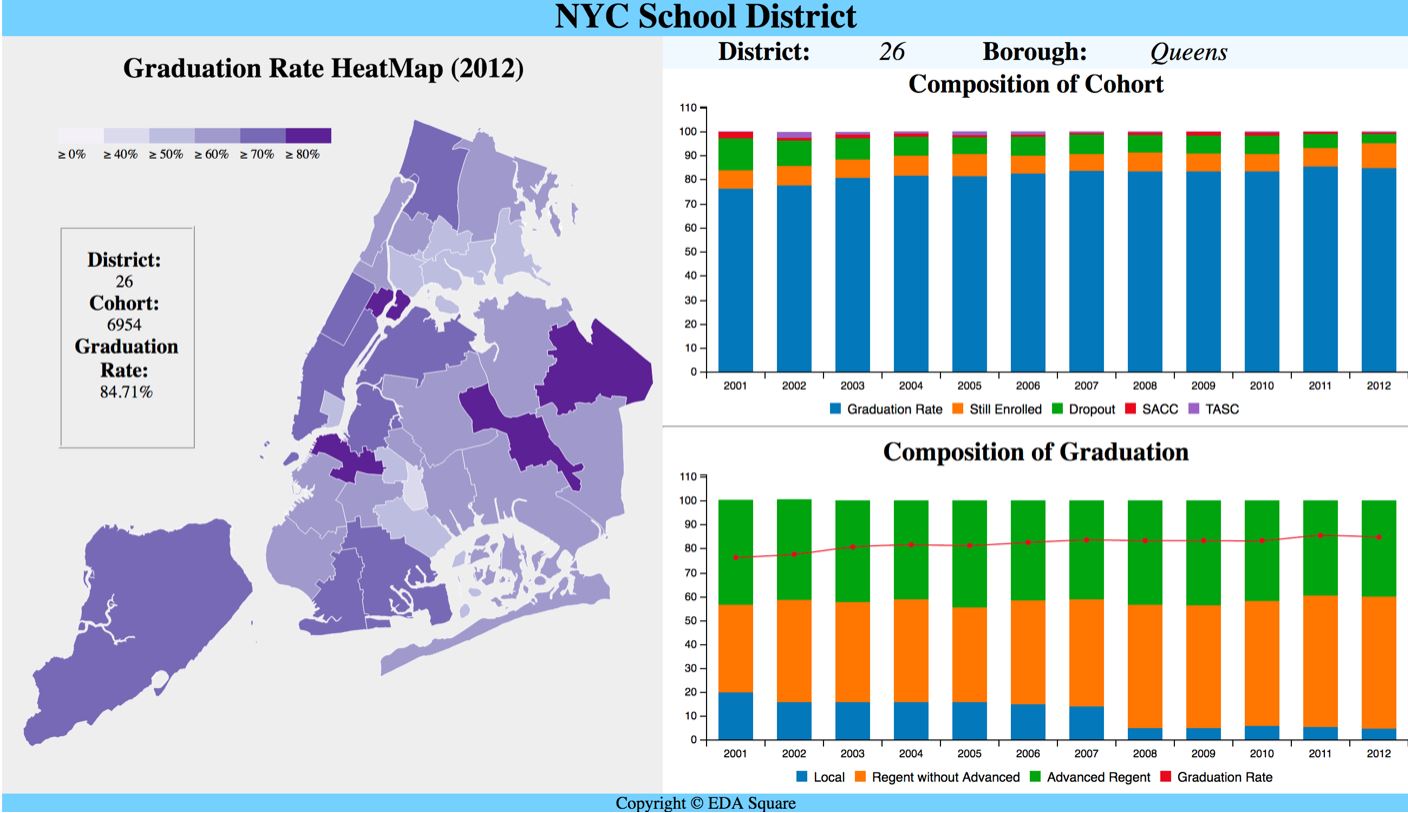 NYC School District
Graduation Rate HeatMap (2012)
≥ 0% ≥ 40% ≥ 50% ≥ 60% ≥ 70% ≥ 80%
District:
26
Cohort:
6954
Graduation
Rate:
84.71%
District: 26 Borough: Queens
Composition of Cohort
110
100
90
80
70
60
50
40
30
20
10
0
2001 2002 2003 2004 2005 2006 2007 2008 2009 2010 2011 2012
Graduation Rate Still Enrolled Dropout SACC TASC
Composition of Graduation
110
100
90
80
70
60
50
40
30
20
10
0
2001 2002 2003 2004 2005 2006 2007 2008 2009 2010 2011 2012
Local Regent without Advanced Advanced Regent Graduation Rate
Copyright © EDA Square